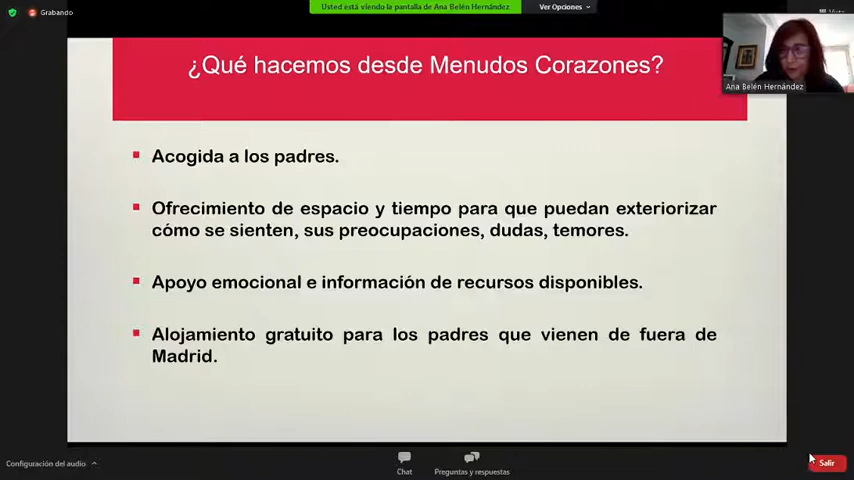 Grabando
Usted está viendo la pantalla de Ana Belén Hernández
Ver Opciones
Vista
¿Qué hacemos desde Menudos Corazones?
Ana Belén Hernández
Acogida a los padres.
Ofrecimiento de espacio y tiempo para que puedan exteriorizar
cómo se sienten, sus preocupaciones, dudas, temores.
Apoyo emocional e información de recursos disponibles.
Alojamiento gratuito para los padres que vienen de fuera de
Madrid.
Configuración del audio
Chat
Preguntas y respuestas
Salir